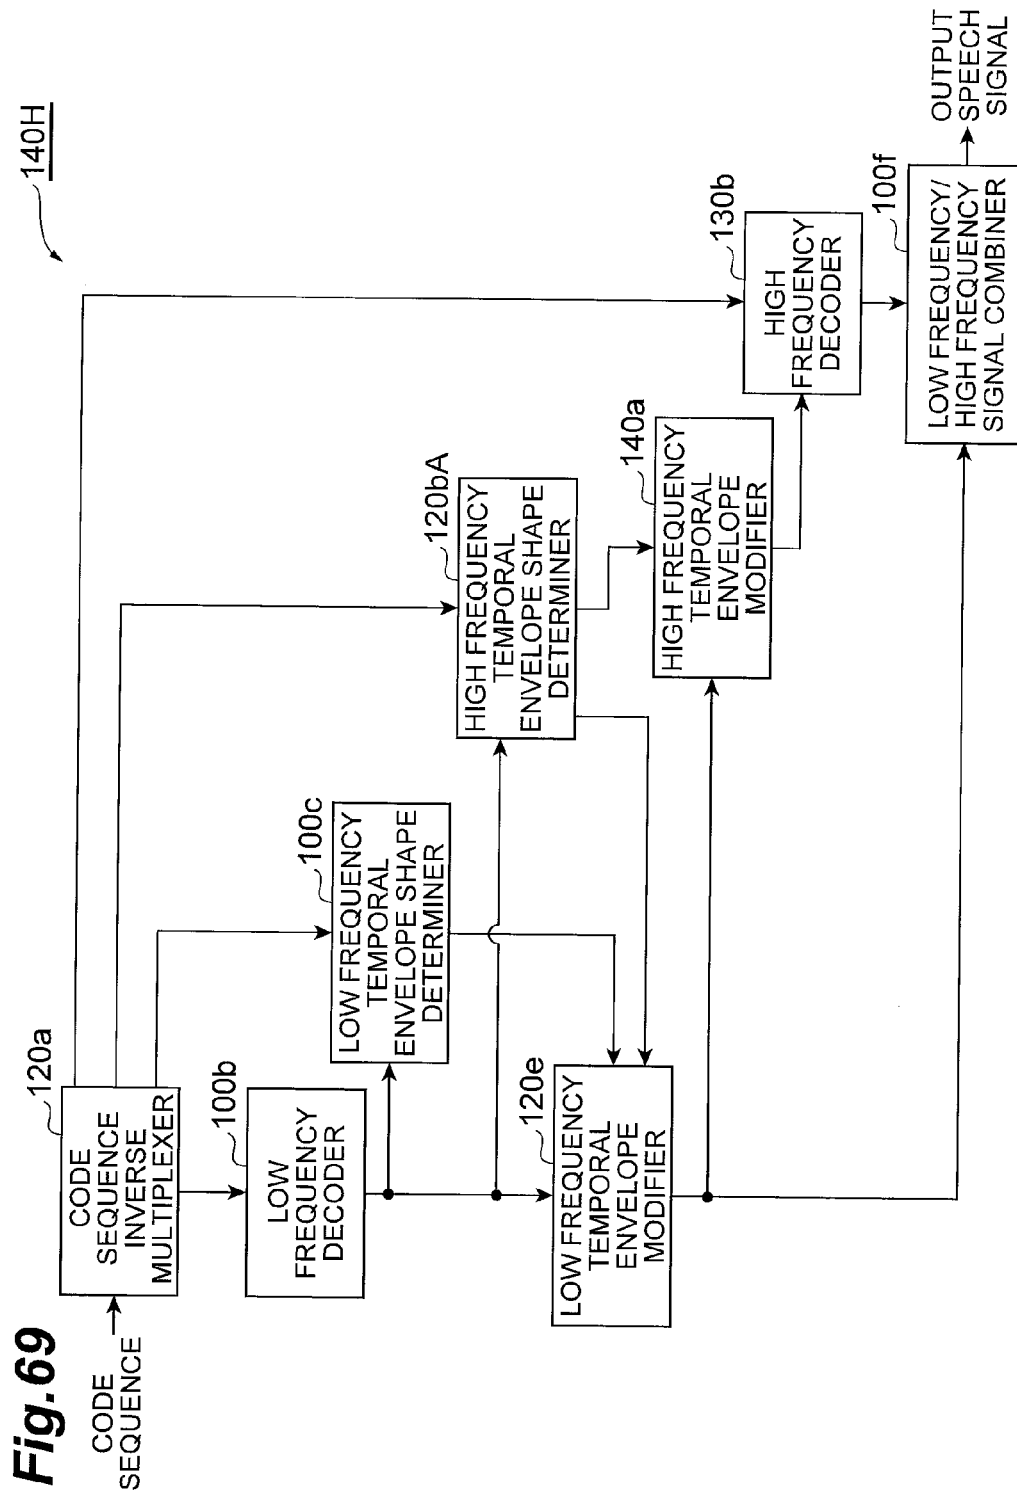 Fig.69
140H
CODE
SEQUENCE
120a
CODE
SEQUENCE
INVERSE
MULTIPLEXER
100b
LOW
FREQUENCY
DECODER
100c
LOW FREQUENCY
TEMPORAL
ENVELOPE SHAPE
DETERMINER
120bA
HIGH FREQUENCY
TEMPORAL
ENVELOPE SHAPE
DETERMINER
120e
LOW FREQUENCY
TEMPORAL
ENVELOPE
MODIFIER
140a
HIGH FREQUENCY
TEMPORAL
ENVELOPE
MODIFIER
130b
HIGH
FREQUENCY
DECODER
100f
LOW FREQUENCY/
HIGH FREQUENCY
SIGNAL COMBINER
OUTPUT
SPEECH
SIGNAL